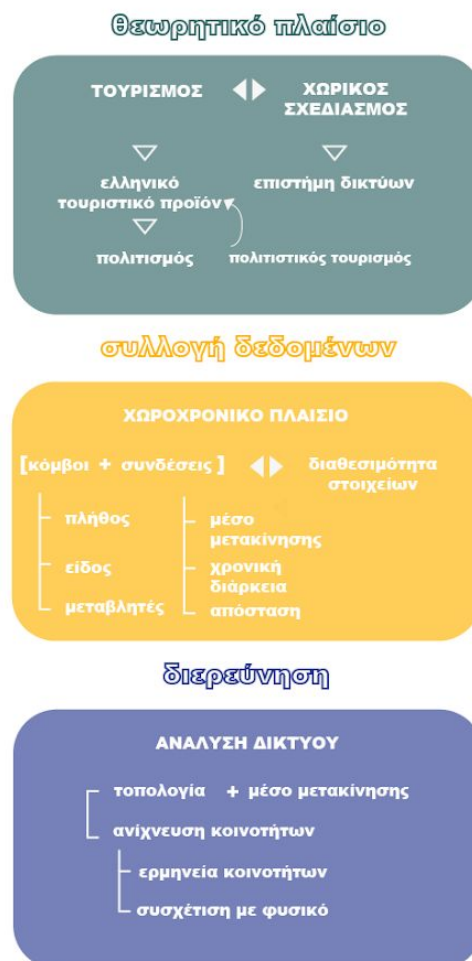 θεωρητικό πλαίσιο
ΤΟΥΡΙΣΜΟΣ
ΧΩΡΙΚΟΣ
ΣΧΕΔΙΑΣΜΟΣ
ελληνικό
τουριστικό προϊόν
επιστήμη δικτύων
πολιτισμός
πολιτιστικός τουρισμός
συλλογή δεδομένων
ΧΩΡΟΧΡΟΝΙΚΟ ΠΛΑΙΣΙΟ
[κόμβοι + συνδέσεις ]
διαθεσιμότητα
στοιχείων
πλήθος
είδος
μεταβλητές
μέσο
μετακίνησης
χρονική
διάρκεια
απόσταση
διερεύνηση
ΑΝΑΛΥΣΗ ΔΙΚΤΥΟΥ
τοπολογία + μέσο μετακίνησης
ανίχνευση κοινοτήτων
ερμηνεία κοινοτήτων
συσχέτιση με φυσικό